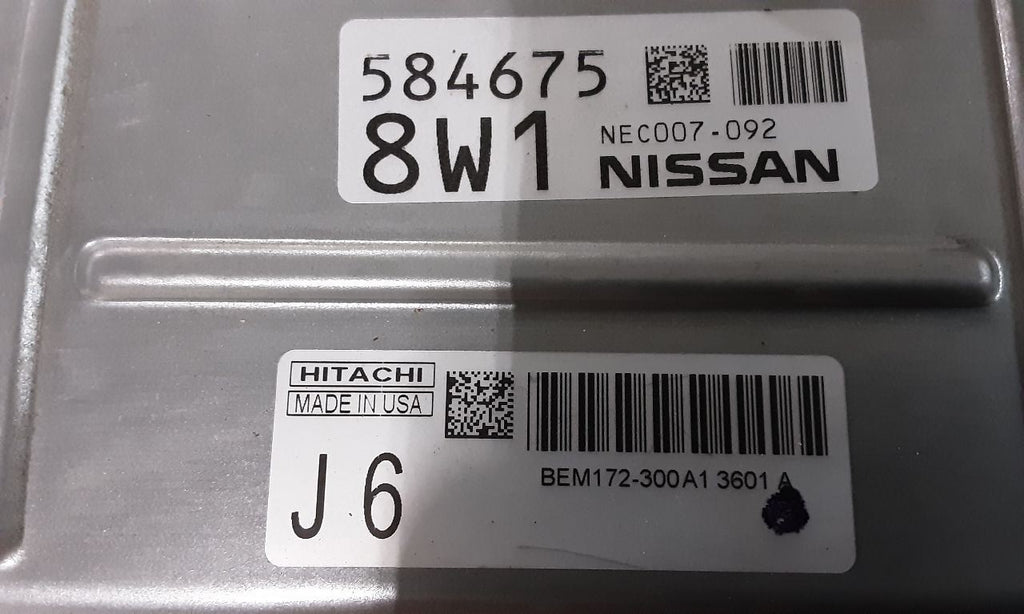 584675
8W1
NEC007-092
NISSAN
HITACHI
MADE IN USA
J6
BEM172-300A1 3601 A